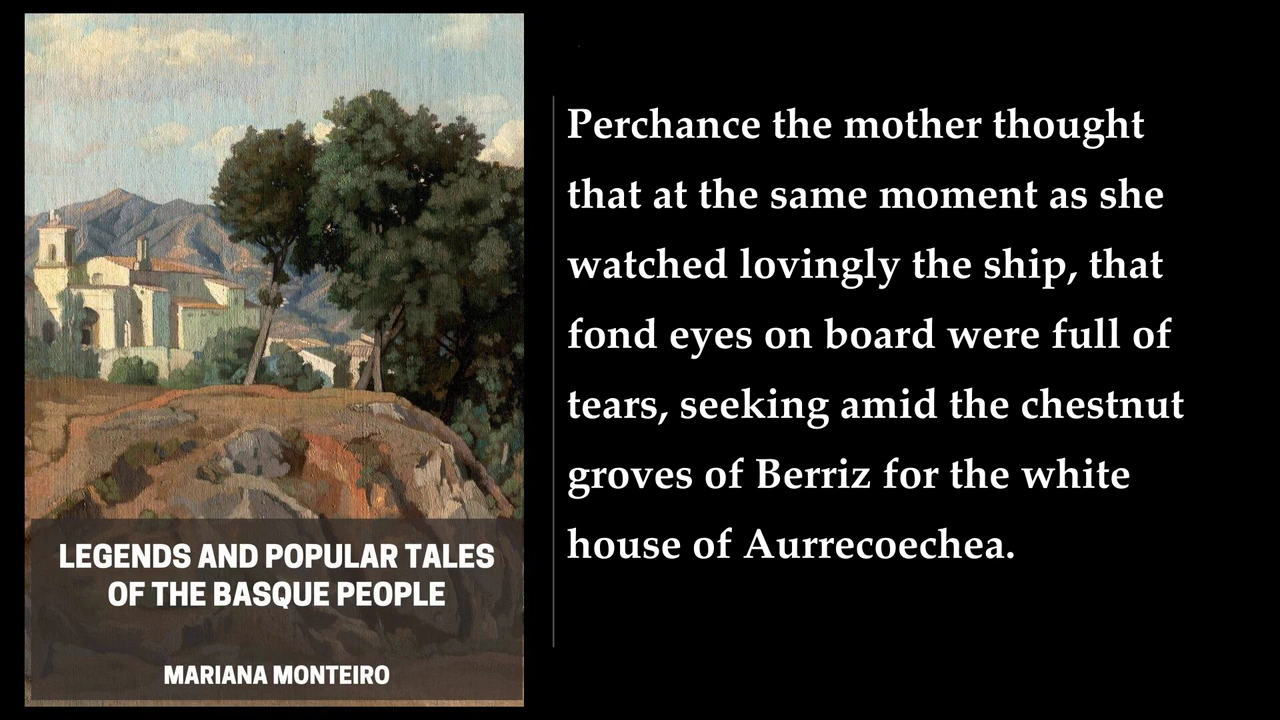 LEGENDS AND POPULAR TALES
OF THE BASQUE PEOPLE
MARIANA MONTEIRO
Perchance the mother thought
that at the same moment as she
watched lovingly the ship, that
fond eyes on board were full of
tears, seeking amid the chestnut
groves of Berriz for the white
house of Aurrecoechea.